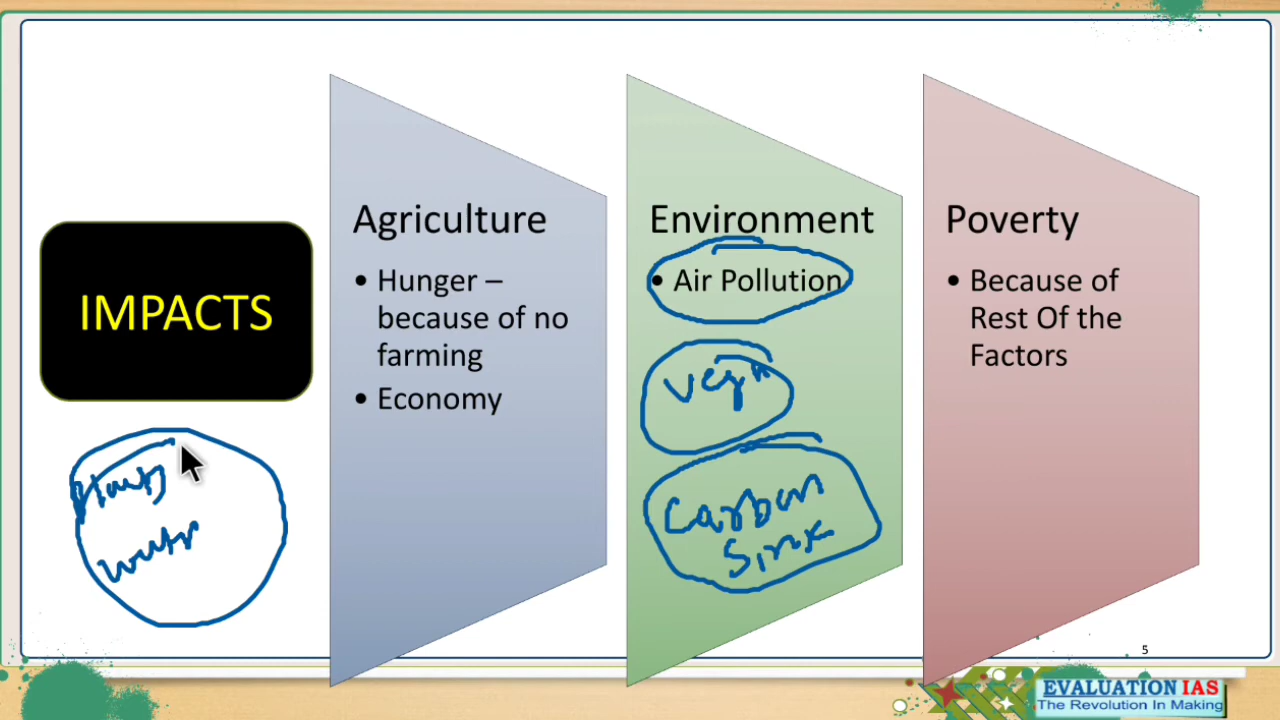 IMPACTS
Agriculture
• Hunger –
because of no
farming
• Economy
Environment
• Air Pollution
Vegn
Carbon
Sink
Poverty
• Because of
Rest Of the
Factors
5
EVALUATION IAS
The Revolution In Making